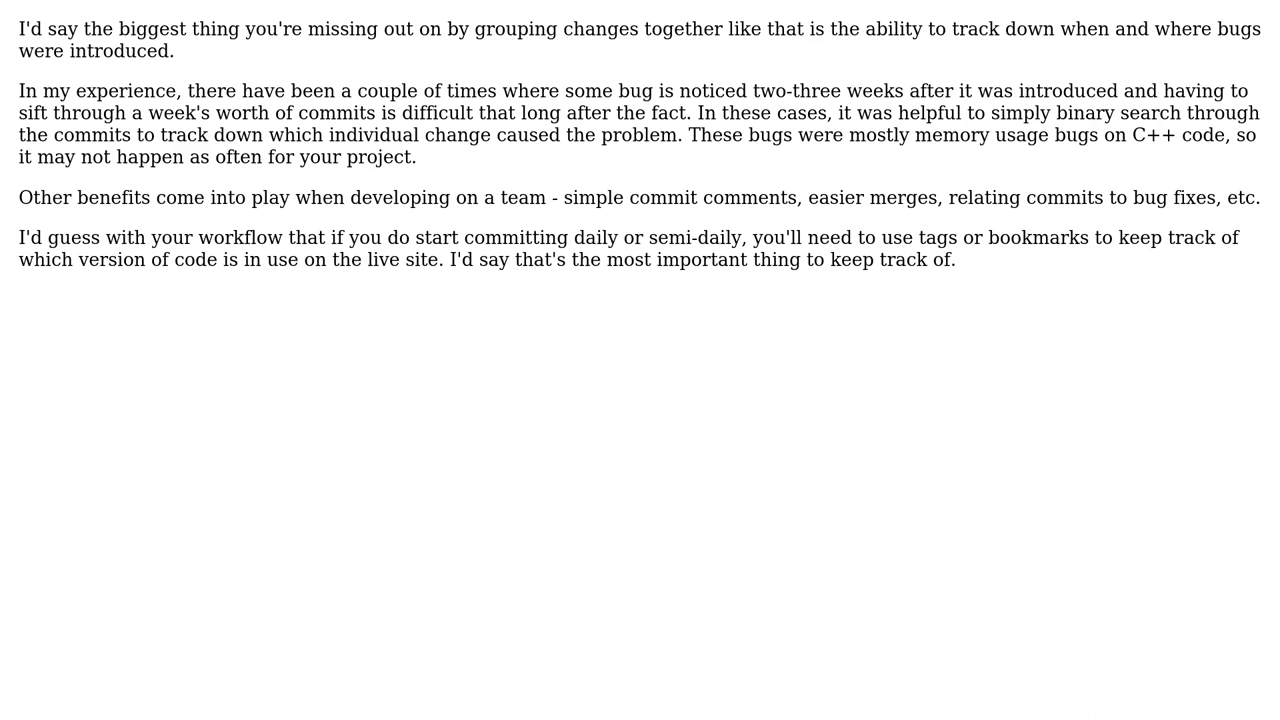 I'd say the biggest thing you're missing out on by grouping changes together like that is the ability to track down when and where bugs
were introduced.
In my experience, there have been a couple of times where some bug is noticed two-three weeks after it was introduced and having to
sift through a week's worth of commits is difficult that long after the fact. In these cases, it was helpful to simply binary search through
the commits to track down which individual change caused the problem. These bugs were mostly memory usage bugs on C++ code, so
it may not happen as often for your project.
Other benefits come into play when developing on a team - simple commit comments, easier merges, relating commits to bug fixes, etc.
I'd guess with your workflow that if you do start committing daily or semi-daily, you'll need to use tags or bookmarks to keep track of
which version of code is in use on the live site. I'd say that's the most important thing to keep track of.